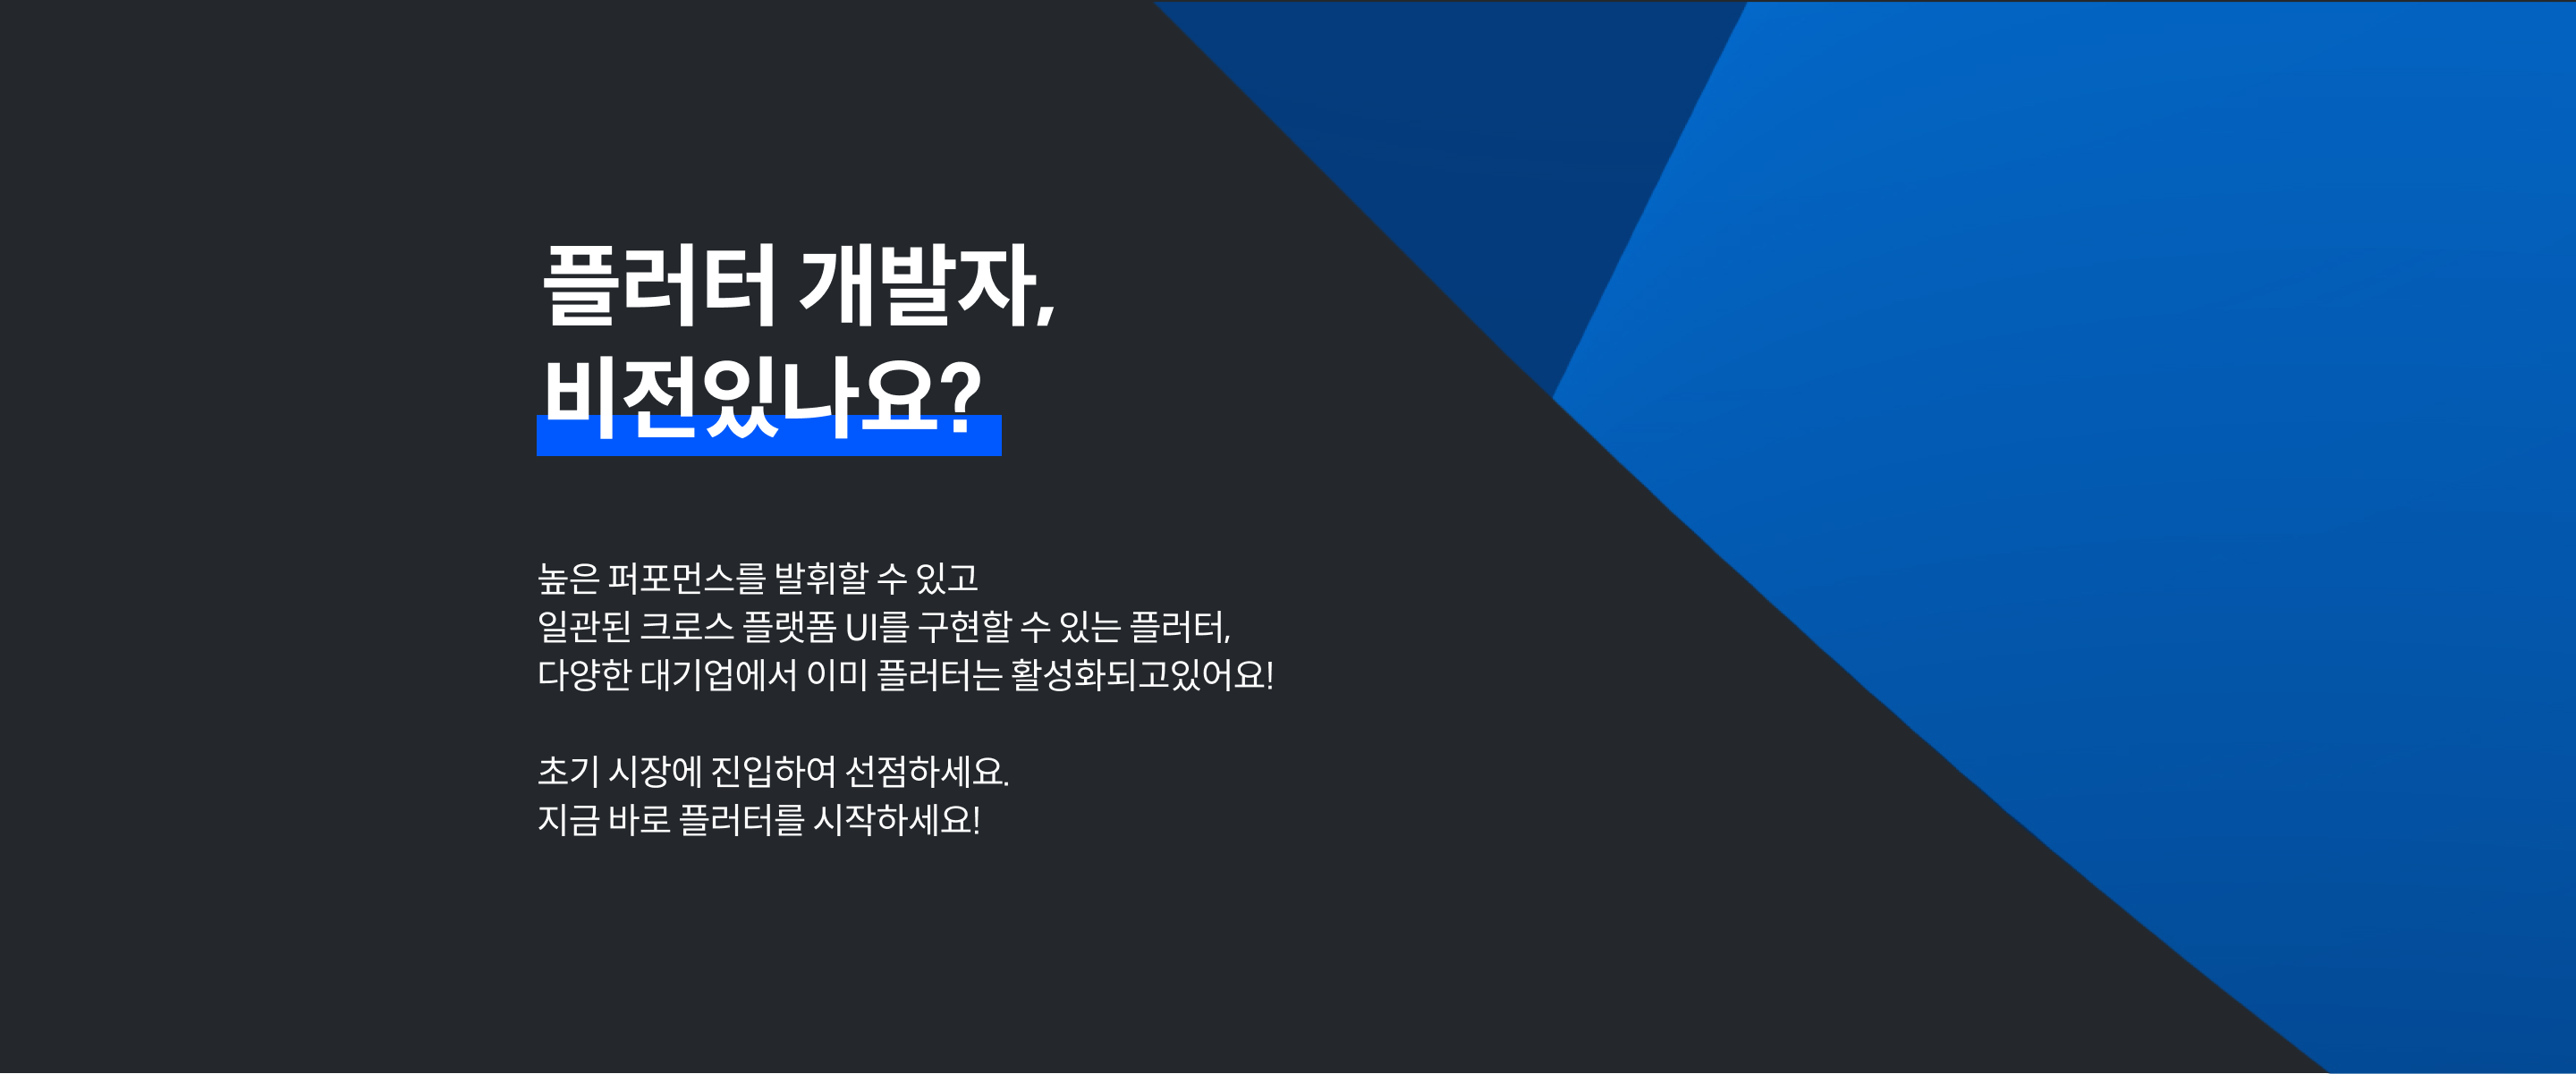 플러터 개발자,
비전있나요?
높은 퍼포먼스를 발휘할 수 있고
일관된 크로스 플랫폼 UI를 구현할 수 있는 플러터,
다양한 대기업에서 이미 플러터는 활성화되고있어요!
초기 시장에 진입하여 선점하세요.
지금 바로 플러터를 시작하세요!